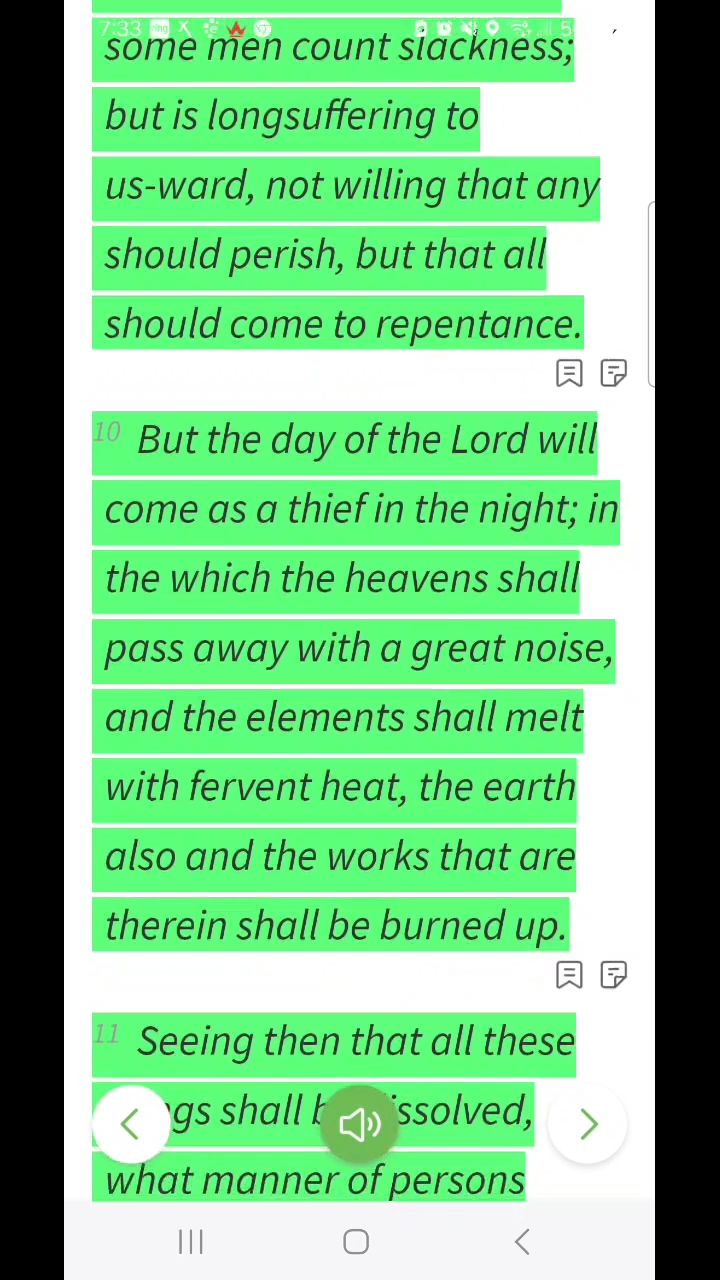 7:33
ring X
some men count slackness;
but is longsuffering to
us-ward, not willing that any
should perish, but that all
should come to repentance.
10 But the day of the Lord will
come as a thief in the night; in
the which the heavens shall
pass away with a great noise,
and the elements shall melt
with fervent heat, the earth
also and the works that are
therein shall be burned up.
11 Seeing then that all these
shall
what manner of persons